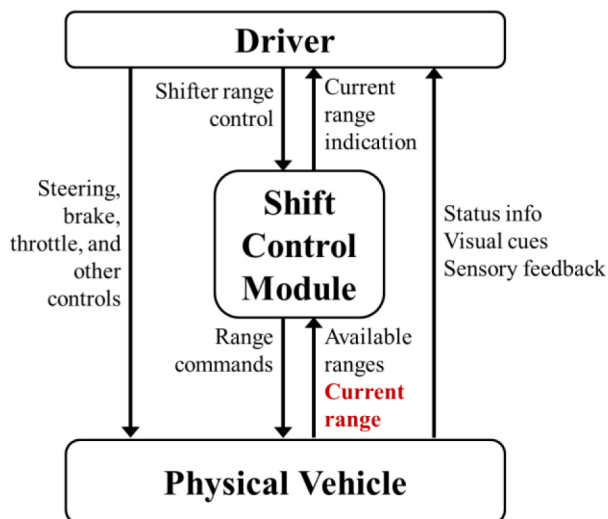 Driver
Shifter range
control
Current
range
indication
Steering,
brake,
throttle, and
other
controls
Shift
Control
Module
Status info
Visual cues
Sensory feedback
Range
commands
Available
ranges
Current
range
Physical Vehicle